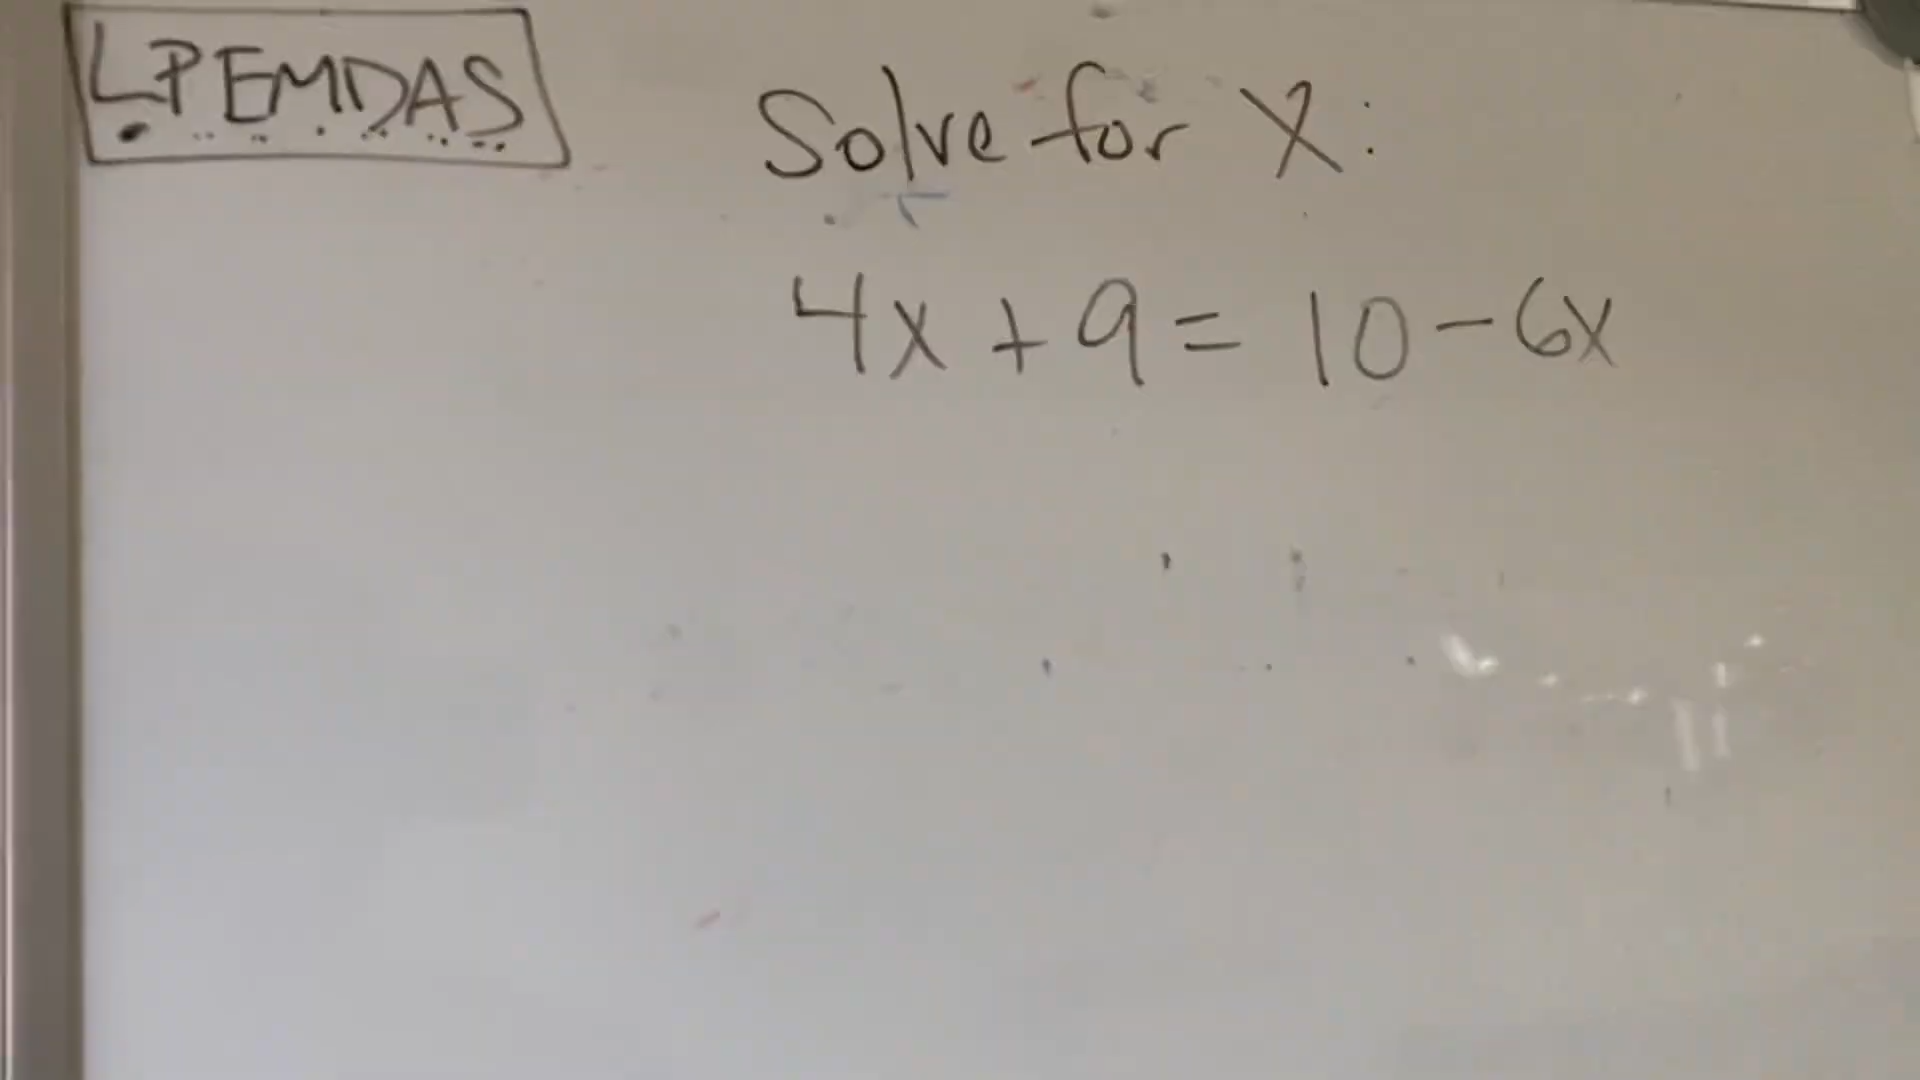 LPEMDAS
Solve for X:
4x + 9 = 10 - 6x